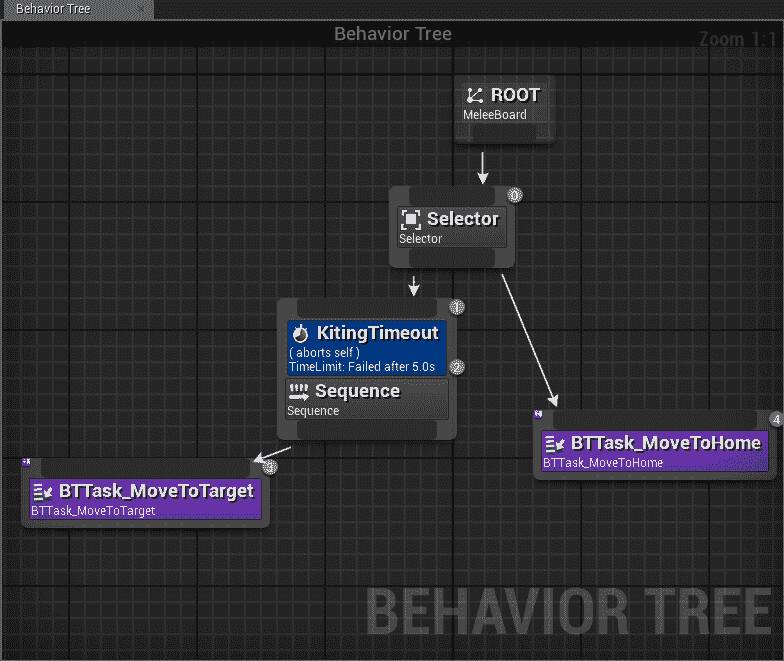 Behavior Tree
Behavior Tree
Zoom 1:1
ROOT
MeleeBoard
0
Selector
Selector
1
KitingTimeout
( aborts self )
TimeLimit: Failed after 5.0s
2
Sequence
Sequence
4
BTTask_MoveToHome
BTTask_MoveToHome
3
BTTask_MoveToTarget
BTTask_MoveToTarget
BEHAVIOR TREE